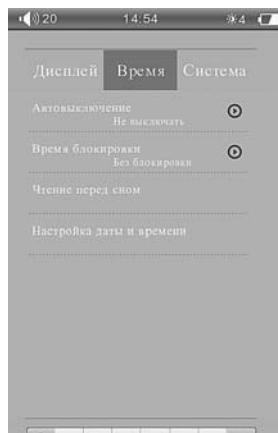 20 14:54 4
Дисплей Время Система
Автовыключение
Не выключать
Время блокировки
Без блокировки
Чтение перед сном
Настройка даты и времени